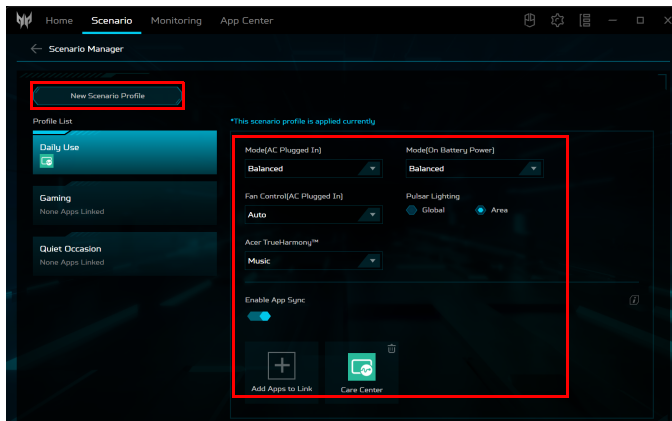 Home Scenario Monitoring App Center
Scenario Manager
New Scenario Profile
Profile List
*This scenario profile is applied currently
Daily Use
Mode(AC Plugged In) Mode(On Battery Power)
Balanced Balanced
Gaming
None Apps Linked
Fan Control(AC Plugged In) Pulsar Lighting
Auto Global Area
Quiet Occasion
None Apps Linked
Acer TrueHarmony™
Music
Enable App Sync
Add Apps to Link Care Center